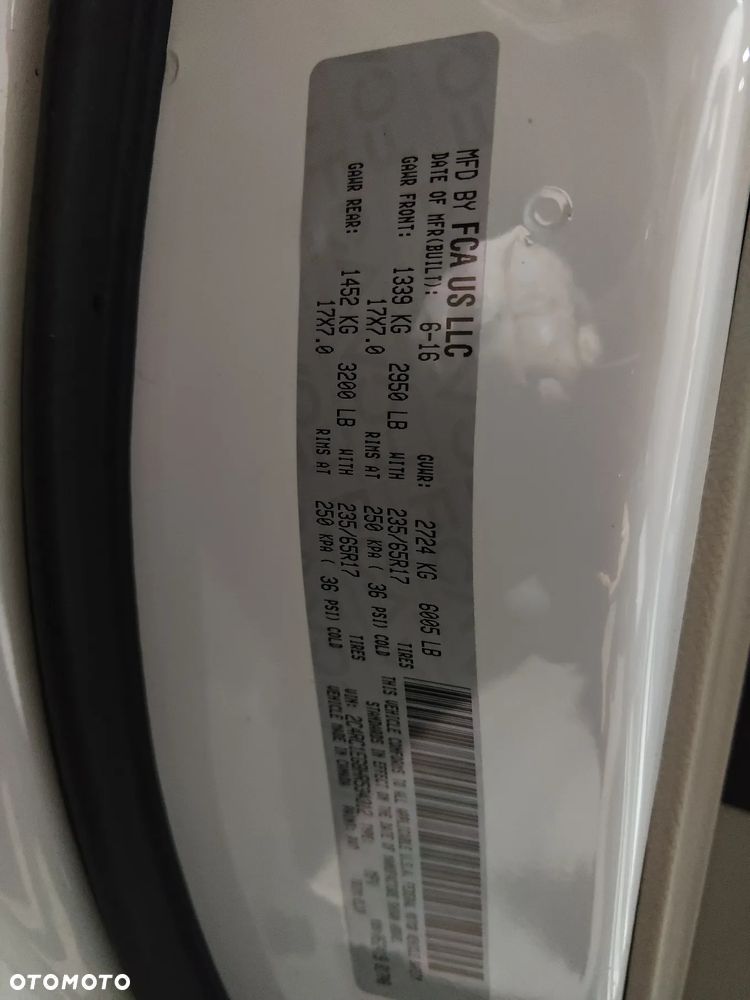 MFD BY FCA US LLC
DATE OF MFR(BUILT): 6-16 GVWR: 2724 KG 6005 LB
GAWR FRONT: 1339 KG 2950 LB WITH 235/65R17 TIRES
17X7.0 RIMS AT 250 KPA ( 36 PSI) COLD
GAWR REAR: 1452 KG 3200 LB WITH 235/65R17 TIRES
17X7.0 RIMS AT 250 KPA ( 36 PSI) COLD
THIS VEHICLE CONFORMS TO ALL APPLICABLE U.S.A. FEDERAL MOTOR VEHICLE SAFETY
STANDARDS IN EFFECT ON THE DATE OF MANUFACTURE SHOWN ABOVE.
VIN: TYPE: MPV
VEHICLE MADE IN CANADA
OTOMOTO